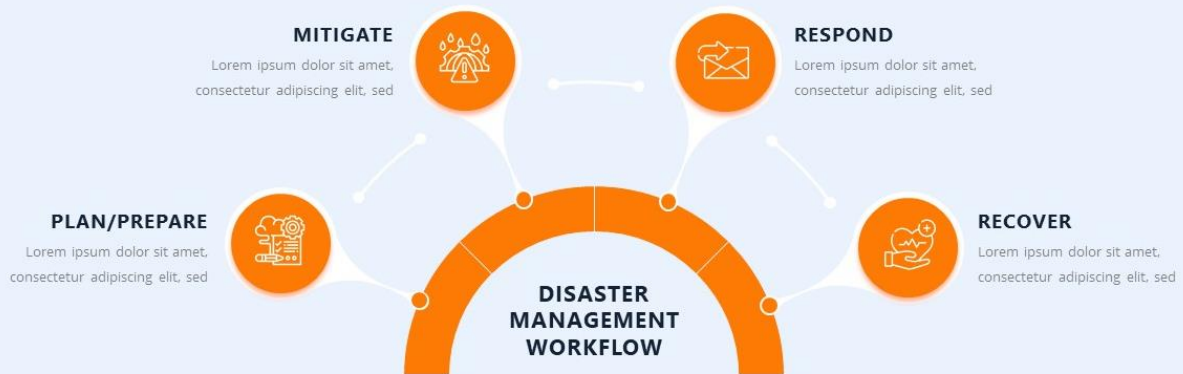 MITIGATE
Lorem ipsum dolor sit amet,
consectetur adipiscing elit, sed
RESPOND
Lorem ipsum dolor sit amet,
consectetur adipiscing elit, sed
PLAN/PREPARE
Lorem ipsum dolor sit amet,
consectetur adipiscing elit, sed
RECOVER
Lorem ipsum dolor sit amet,
consectetur adipiscing elit, sed
DISASTER
MANAGEMENT
WORKFLOW